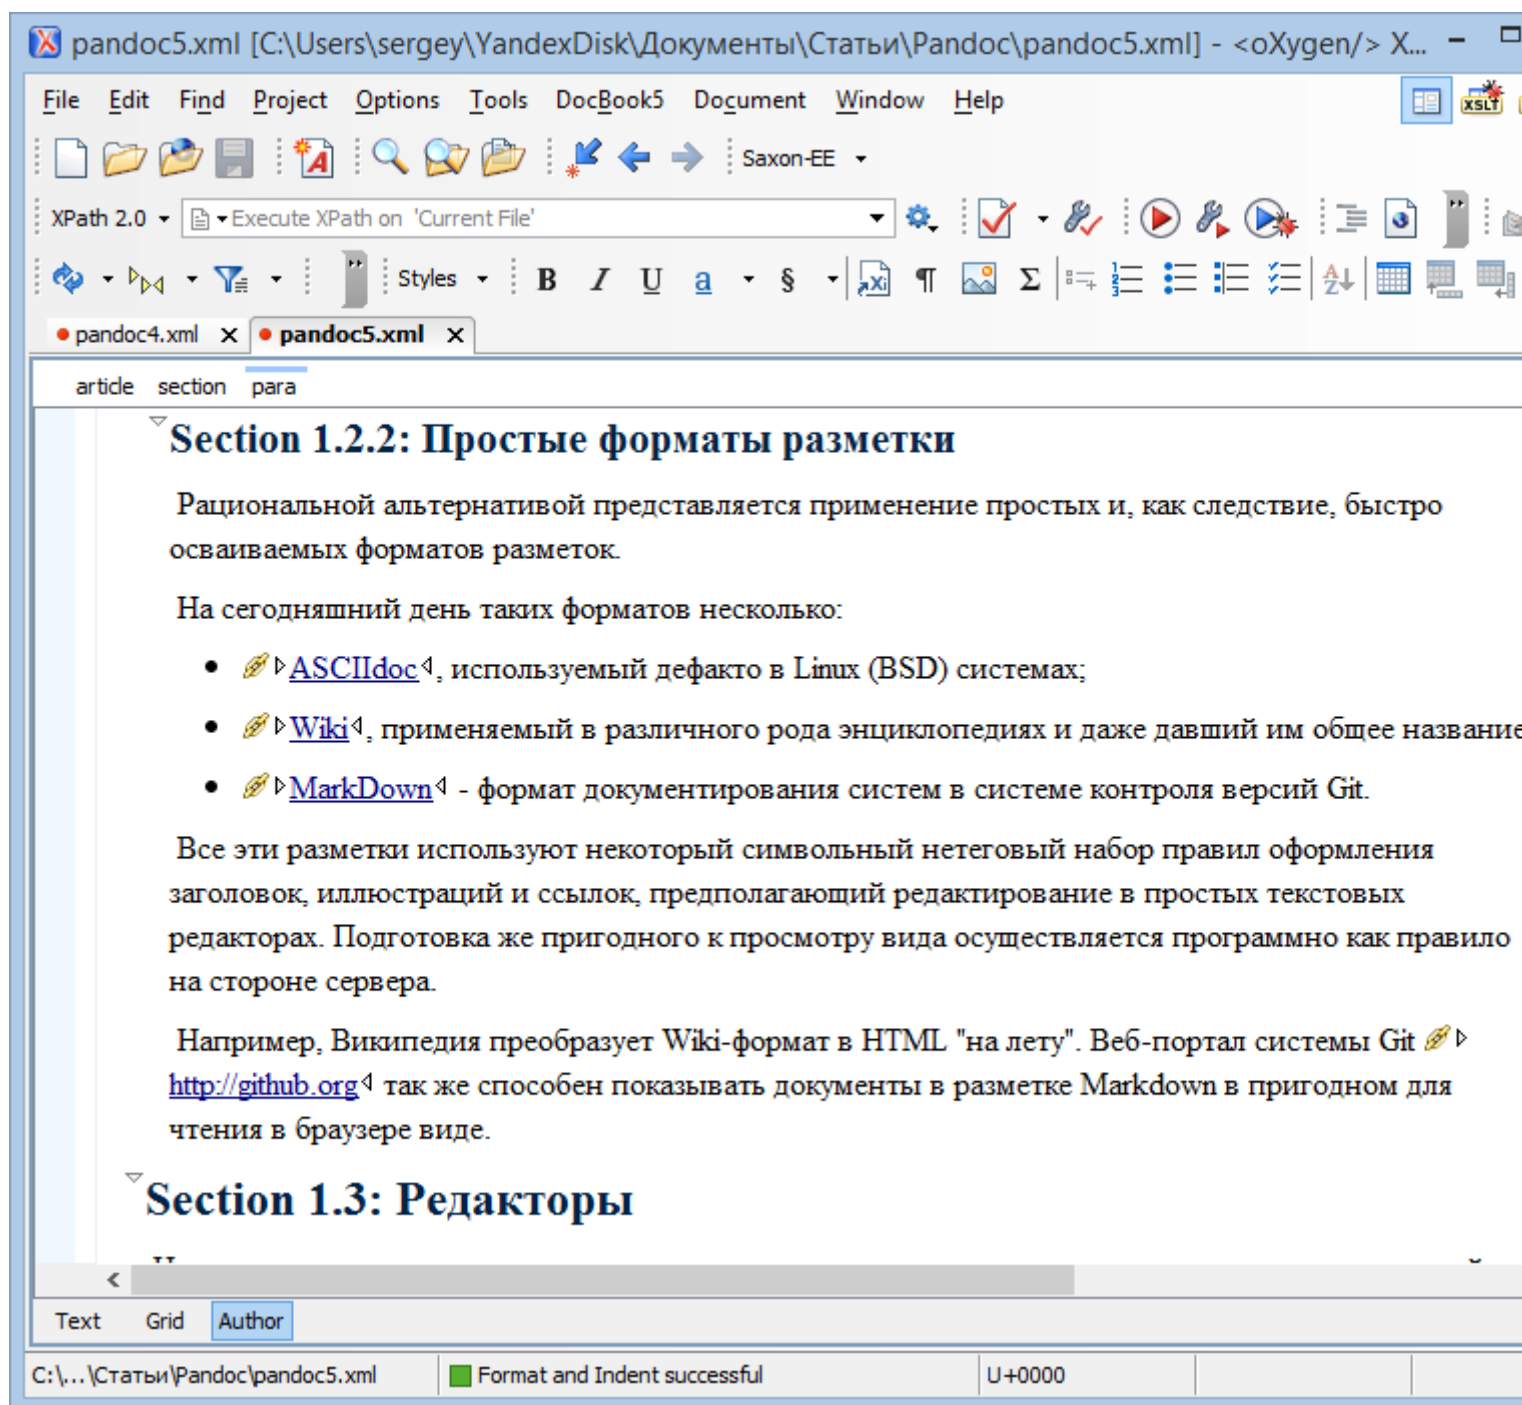 pandoc5.xml [C:\Users\sergey\YandexDisk\Документы\Статьи\Pandoc\pandoc5.xml] - <oXygen/> X...
File Edit Find Project Options Tools DocBook5 Document Window Help
XSLT
Saxon-EE
XPath 2.0 Execute XPath on 'Current File'
Styles B I U a § xi ¶ Σ
pandoc4.xml pandoc5.xml
article section para
Section 1.2.2: Простые форматы разметки
Рациональной альтернативой представляется применение простых и, как следствие, быстро
осваиваемых форматов разметок.
На сегодняшний день таких форматов несколько:
• ASCIIdoc, используемый дефакто в Linux (BSD) системах;
• Wiki, применяемый в различного рода энциклопедиях и даже давший им общее название
• MarkDown - формат документирования систем в системе контроля версий Git.
Все эти разметки используют некоторый символьный нетеговый набор правил оформления
заголовок, иллюстраций и ссылок, предполагающий редактирование в простых текстовых
редакторах. Подготовка же пригодного к просмотру вида осуществляется программно как правило
на стороне сервера.
Например, Википедия преобразует Wiki-формат в HTML "на лету". Веб-портал системы Git
http://github.org так же способен показывать документы в разметке Markdown в пригодном для
чтения в браузере виде.
Section 1.3: Редакторы
Text Grid Author
C:\...\Статьи\Pandoc\pandoc5.xml Format and Indent successful U+0000